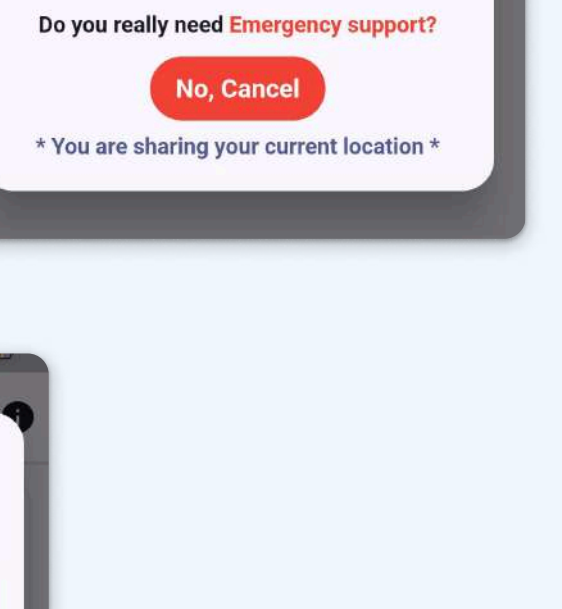 Do you really need Emergency support?
No, Cancel
* You are sharing your current location *